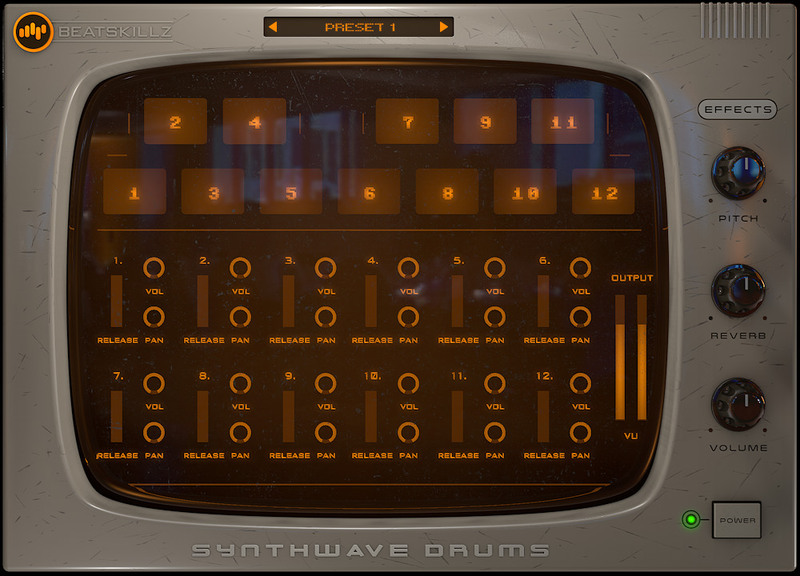 BEATSKILLZ
PRESET 1
EFFECTS
2 4 7 9 11
1 3 5 6 8 10 12
PITCH
1. 2. 3. 4. 5. 6.
OUTPUT
VOL VOL VOL VOL VOL VOL
RELEASE PAN RELEASE PAN RELEASE PAN RELEASE PAN RELEASE PAN RELEASE PAN
REVERB
7. 8. 9. 10. 11. 12.
VOL VOL VOL VOL VOL VOL
VU
VOLUME
RELEASE PAN RELEASE PAN RELEASE PAN RELEASE PAN RELEASE PAN RELEASE PAN
POWER
SYNTHWAVE DRUMS